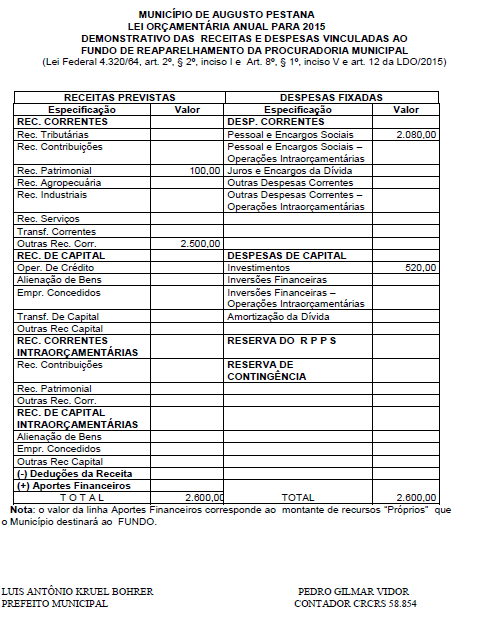 MUNICÍPIO DE AUGUSTO PESTANA
LEI ORÇAMENTÁRIA ANUAL PARA 2015
DEMONSTRATIVO DAS RECEITAS E DESPESAS VINCULADAS AO
FUNDO DE REAPARELHAMENTO DA PROCURADORIA MUNICIPAL
(Lei Federal 4.320/64, art. 2º, § 2º, inciso I e Art. 8º, § 1º, inciso V e art. 12 da LDO/2015)
RECEITAS PREVISTAS DESPESAS FIXADAS
Especificação Valor Especificação Valor
REC. CORRENTES DESP. CORRENTES
Rec. Tributárias Pessoal e Encargos Sociais 2.080,00
Rec. Contribuições Pessoal e Encargos Sociais –
Operações Intraorçamentárias
Rec. Patrimonial 100,00 Juros e Encargos da Dívida
Rec. Agropecuária Outras Despesas Correntes
Rec. Industriais Outras Despesas Correntes –
Operações Intraorçamentárias
Rec. Serviços
Transf. Correntes
Outras Rec. Corr. 2.500,00
REC. DE CAPITAL DESPESAS DE CAPITAL
Oper. De Crédito Investimentos 520,00
Alienação de Bens Inversões Financeiras
Empr. Concedidos Inversões Financeiras –
Operações Intraorçamentárias
Transf. De Capital Amortização da Dívida
Outras Rec Capital
REC. CORRENTES RESERVA DO R P P S
INTRAORÇAMENTÁRIAS
Rec. Contribuições RESERVA DE
CONTINGÊNCIA
Rec. Patrimonial
Outras Rec. Corr.
REC. DE CAPITAL
INTRAORÇAMENTÁRIAS
Alienação de Bens
Empr. Concedidos
Outras Rec Capital
(-) Deduções da Receita
(+) Aportes Financeiros
T O T A L 2.600,00 TOTAL 2.600,00
Nota: o valor da linha Aportes Financeiros corresponde ao montante de recursos “Próprios” que
o Município destinará ao FUNDO.
LUIS ANTÔNIO KRUEL BOHRER PEDRO GILMAR VIDOR
PREFEITO MUNICIPAL CONTADOR CRCRS 58.854